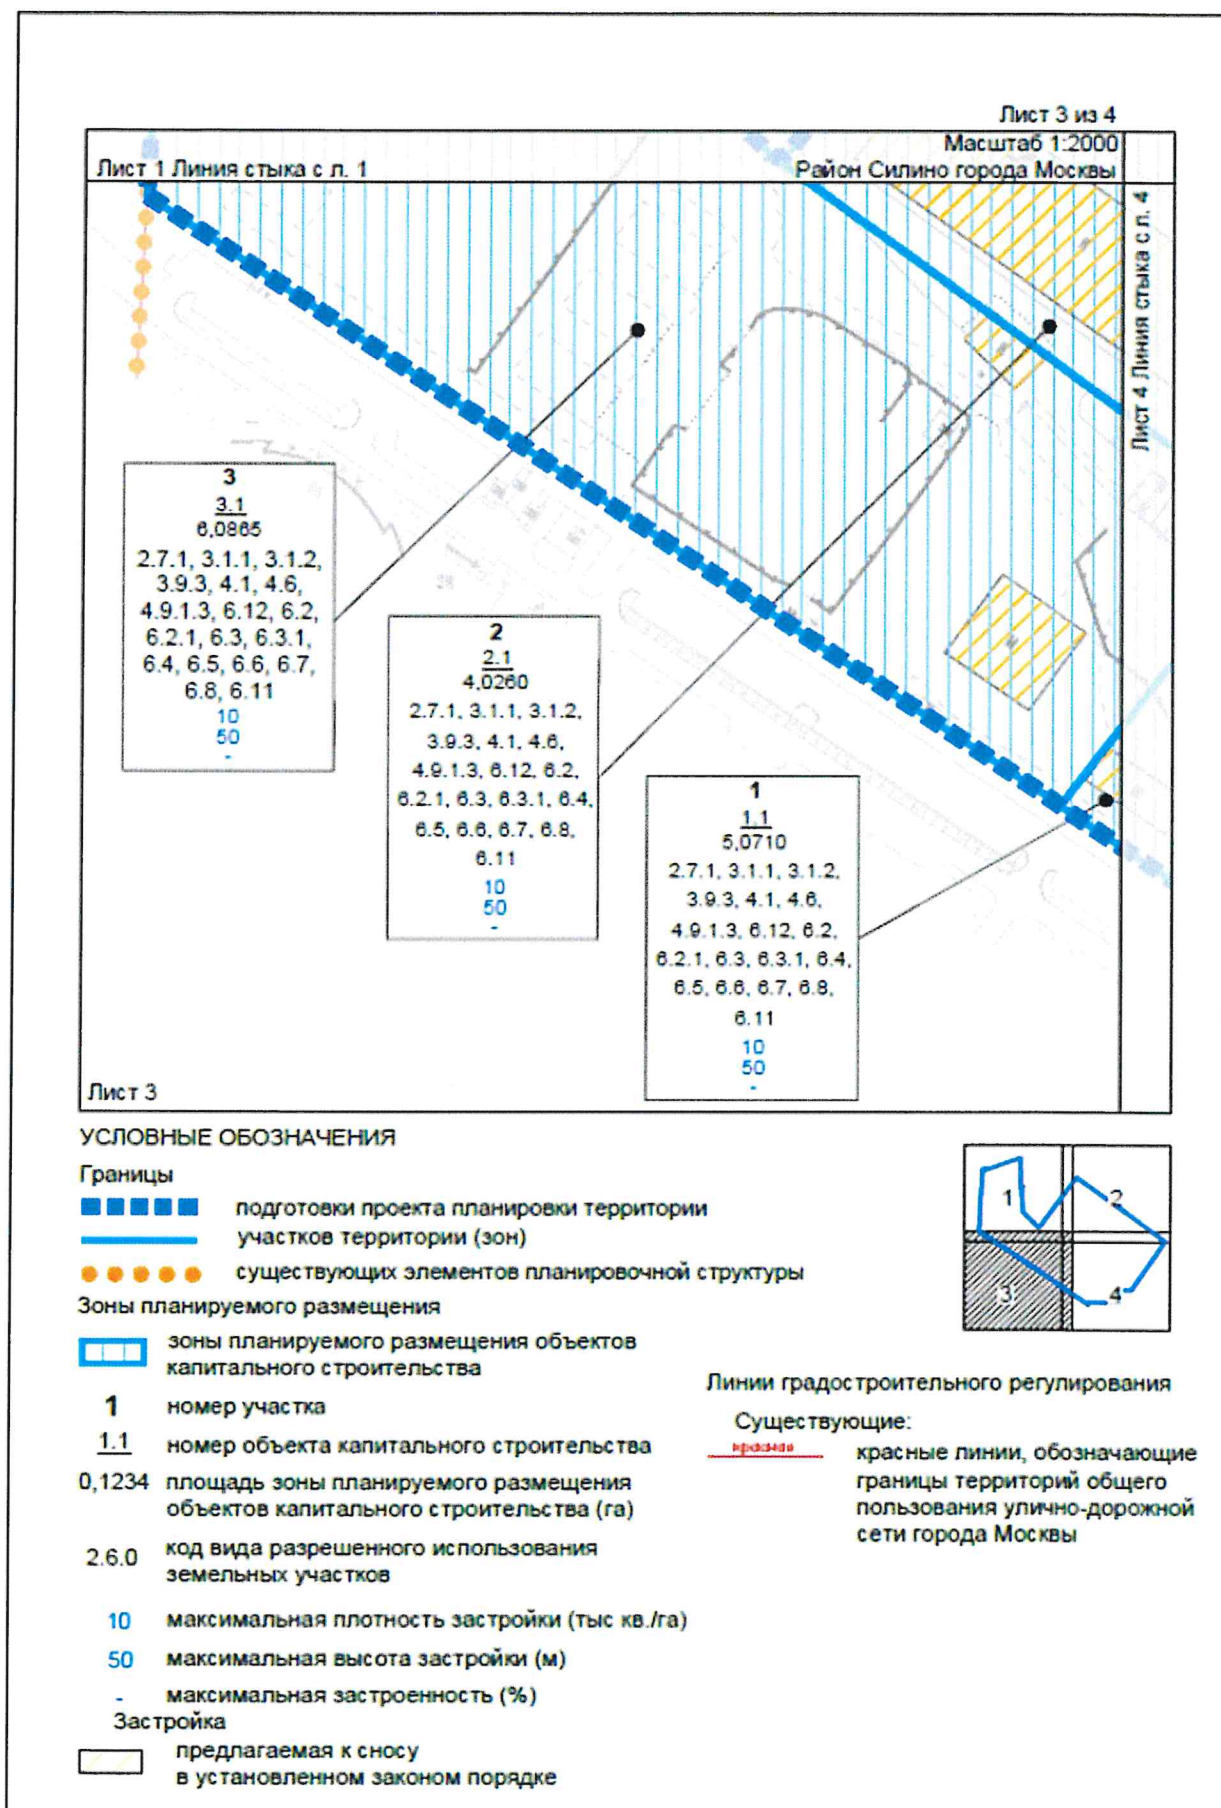 Лист 3 из 4
Масштаб 1:2000
Лист 1 Линия стыка с л. 1
Район Силино города Москвы
Лист 4 Линия стыка с л. 4
3
3.1
6,0865
2.7.1, 3.1.1, 3.1.2,
3.9.3, 4.1, 4.6,
4.9.1.3, 6.12, 6.2,
6.2.1, 6.3, 6.3.1,
6.4, 6.5, 6.6, 6.7,
6.8, 6.11
10
50
-
2
2.1
4,0260
2.7.1, 3.1.1, 3.1.2,
3.9.3, 4.1, 4.6,
4.9.1.3, 6.12, 6.2,
6.2.1, 6.3, 6.3.1, 6.4,
6.5, 6.6, 6.7, 6.8,
6.11
10
50
-
1
1.1
5,0710
2.7.1, 3.1.1, 3.1.2,
3.9.3, 4.1, 4.6,
4.9.1.3, 6.12, 6.2,
6.2.1, 6.3, 6.3.1, 6.4,
6.5, 6.6, 6.7, 6.8,
6.11
10
50
-
Лист 3
УСЛОВНЫЕ ОБОЗНАЧЕНИЯ
Границы
подготовки проекта планировки территории
участков территории (зон)
существующих элементов планировочной структуры
Зоны планируемого размещения
зоны планируемого размещения объектов
капитального строительства
1 номер участка
1.1 номер объекта капитального строительства
0,1234 площадь зоны планируемого размещения
объектов капитального строительства (га)
2.6.0 код вида разрешенного использования
земельных участков
10 максимальная плотность застройки (тыс кв./га)
50 максимальная высота застройки (м)
- максимальная застроенность (%)
Застройка
предлагаемая к сносу
в установленном законом порядке
1
2
3
4
Линии градостроительного регулирования
Существующие:
красная
красные линии, обозначающие
границы территорий общего
пользования улично-дорожной
сети города Москвы